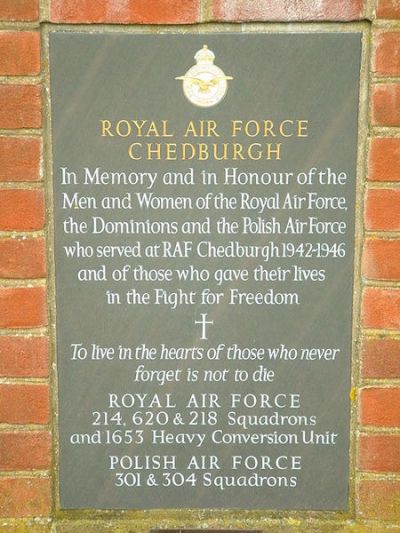 ROYAL AIR FORCE
CHEDBURGH
In Memory and in Honour of the
Men and Women of the Royal Air Force,
the Dominions and the Polish Air Force
who served at RAF Chedburgh 1942-1946
and of those who gave their lives
in the Fight for Freedom
To live in the hearts of those who never
forget is not to die
ROYAL AIR FORCE
214, 620 & 218 Squadrons
and 1653 Heavy Conversion Unit
POLISH AIR FORCE
301 & 304 Squadrons